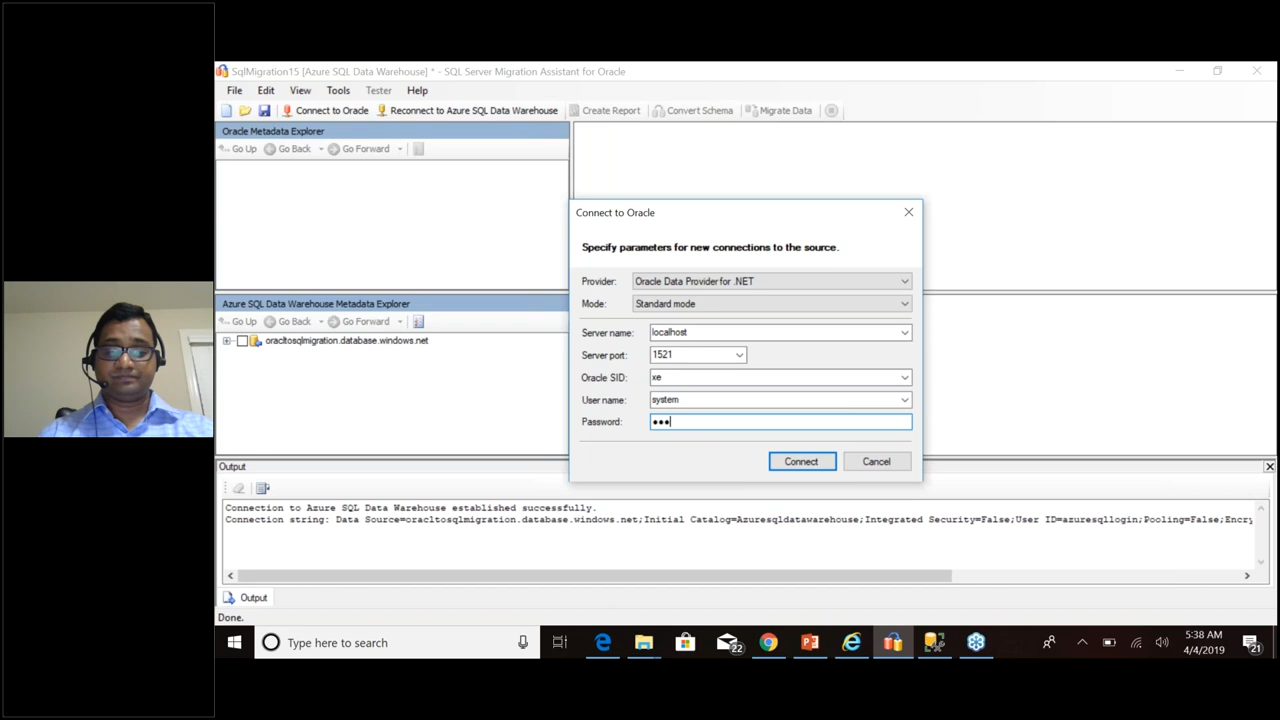 SqlMigration15 [Azure SQL Data Warehouse] * - SQL Server Migration Assistant for Oracle
File Edit View Tools Tester Help
Connect to Oracle Reconnect to Azure SQL Data Warehouse Create Report Convert Schema Migrate Data
Oracle Metadata Explorer
Go Up Go Back Go Forward
Azure SQL Data Warehouse Metadata Explorer
Go Up Go Back Go Forward
oracltosqlmigration.database.windows.net
Connect to Oracle
Specify parameters for new connections to the source.
Provider: Oracle Data Provider for .NET
Mode: Standard mode
Server name: localhost
Server port: 1521
Oracle SID: xe
User name: system
Password: •••
Connect Cancel
Output
Connection to Azure SQL Data Warehouse established successfully.
Connection string: Data Source=oracltosqlmigration.database.windows.net;Initial Catalog=Azuresqldatawarehouse;Integrated Security=False;User ID=azuresqllogin;Pooling=False;Encry
Output
Done.
Type here to search
22
5:38 AM
4/4/2019
21